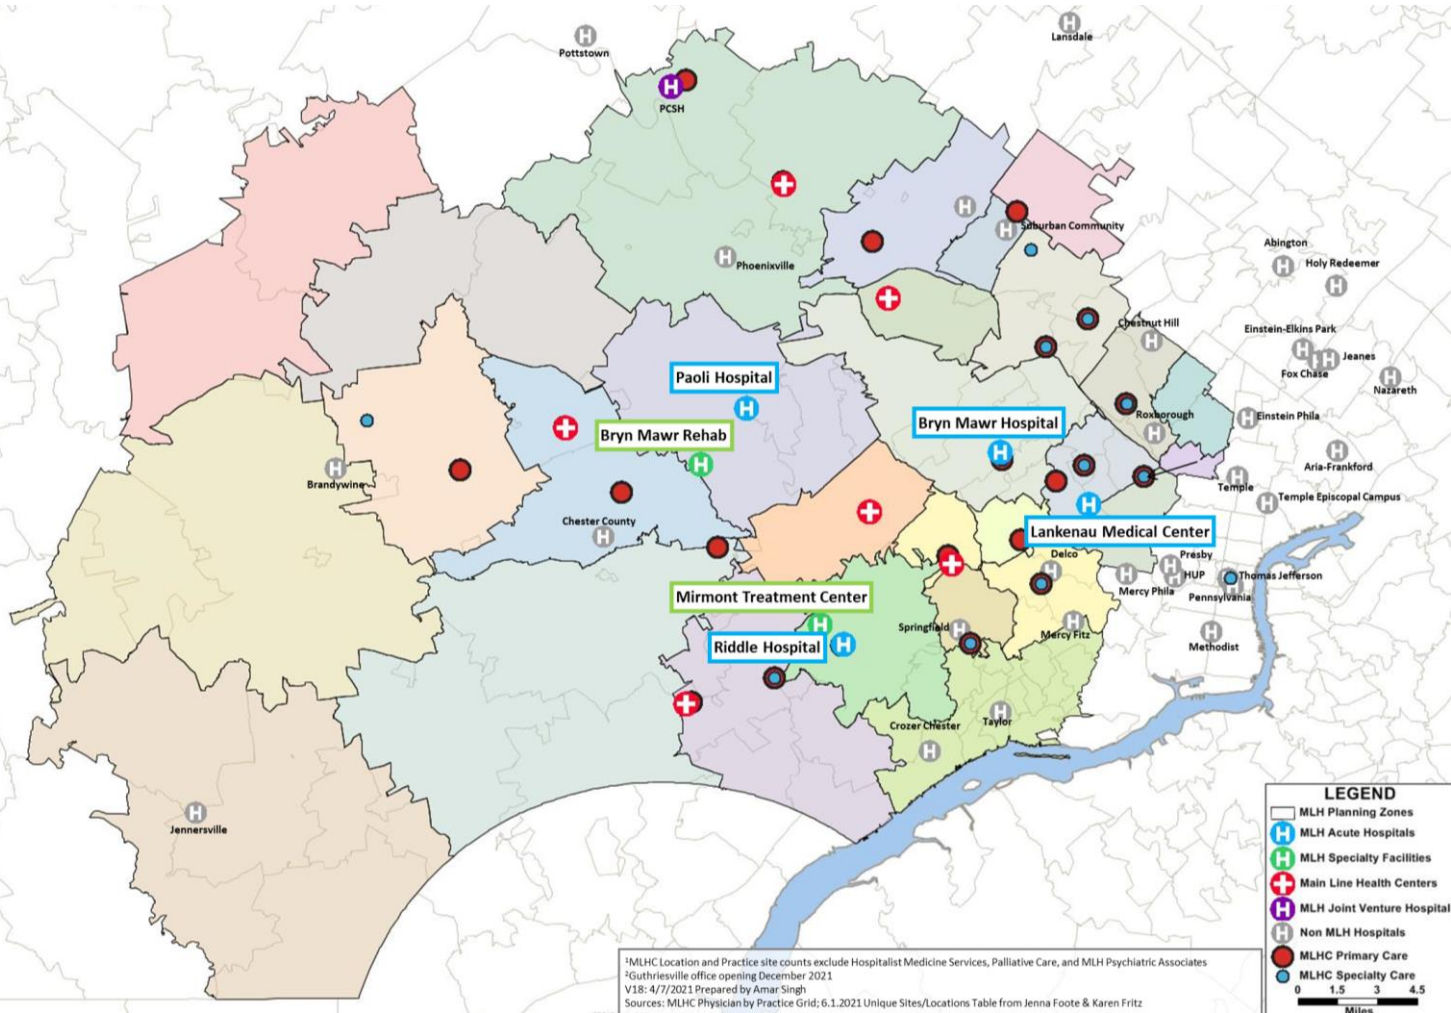 Lansdale
Pottstown
PCSH
Suburban Community
Abington
Holy Redeemer
Phoenixville
Chestnut Hill
Einstein-Elkins Park
Jeanes
Fox Chase
Nazareth
Paoli Hospital
Roxborough
Einstein Phila
Bryn Mawr Hospital
Bryn Mawr Rehab
Aria-Frankford
Brandywine
Temple
Temple Episcopal Campus
Chester County
Lankenau Medical Center
Delco
Presby
HUP
Thomas Jefferson
Mercy Phila
Pennsylvania
Mirmont Treatment Center
Springfield
Mercy Fitz
Methodist
Riddle Hospital
Crozer Chester
Taylor
Jennersville
LEGEND
MLH Planning Zones
H MLH Acute Hospitals
H MLH Specialty Facilities
Main Line Health Centers
H MLH Joint Venture Hospital
H Non MLH Hospitals
MLHC Primary Care
MLHC Specialty Care
0 1.5 3 4.5
Miles
¹MLHC Location and Practice site counts exclude Hospitalist Medicine Services, Palliative Care, and MLH Psychiatric Associates
²Guthriesville office opening December 2021
V18: 4/7/2021 Prepared by Amar Singh
Sources: MLHC Physician by Practice Grid; 6.1.2021 Unique Sites/Locations Table from Jenna Foote & Karen Fritz